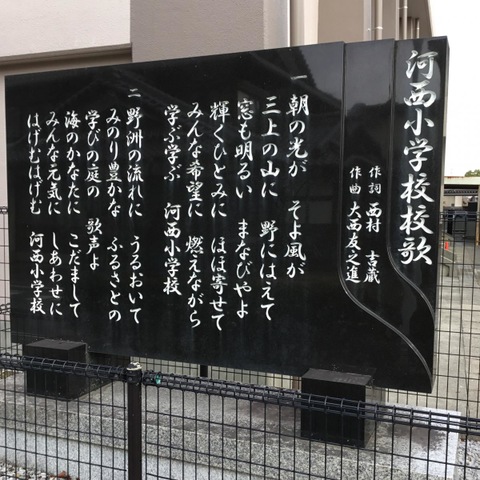 河西小学校校歌
作詞 西村 吉蔵
作曲 大西友之進
一 朝の光が そよ風が
三上の山に 野にはえて
窓も明るい まなびやよ
輝くひとみに ほほ寄せて
みんな希望に 燃えながら
学ぶ学ぶ 河西小学校
二 野洲の流れに うるおいて
みのり豊かな ふるさとの
学びの庭の 歌声よ
海のかなたに こだまして
みんな元気に しあわせに
はげむはげむ 河西小学校